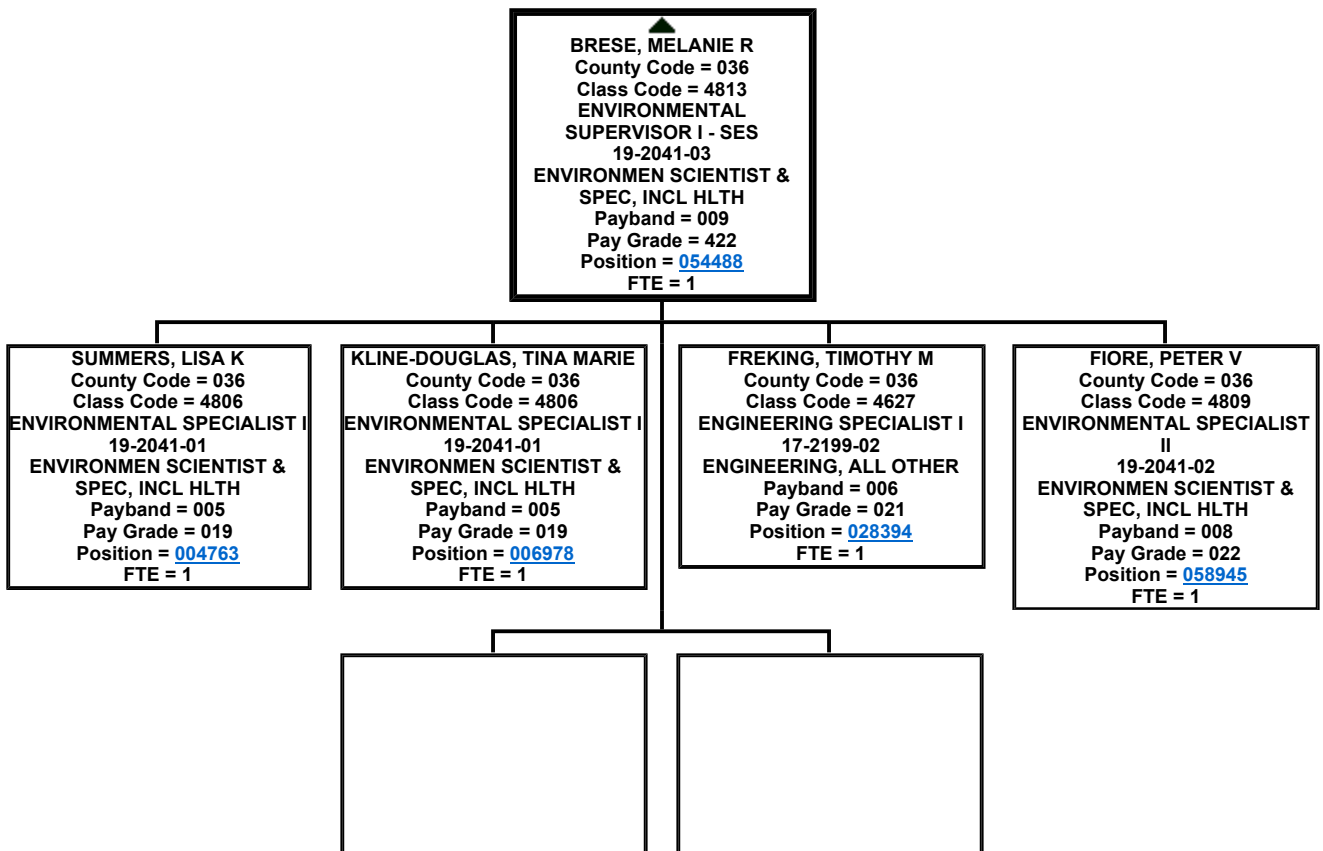 BRESE, MELANIE R
County Code = 036
Class Code = 4813
ENVIRONMENTAL
SUPERVISOR I - SES
19-2041-03
ENVIRONMEN SCIENTIST &
SPEC, INCL HLTH
Payband = 009
Pay Grade = 422
Position = 054488
FTE = 1
SUMMERS, LISA K
County Code = 036
Class Code = 4806
ENVIRONMENTAL SPECIALIST I
19-2041-01
ENVIRONMEN SCIENTIST &
SPEC, INCL HLTH
Payband = 005
Pay Grade = 019
Position = 004763
FTE = 1
KLINE-DOUGLAS, TINA MARIE
County Code = 036
Class Code = 4806
ENVIRONMENTAL SPECIALIST I
19-2041-01
ENVIRONMEN SCIENTIST &
SPEC, INCL HLTH
Payband = 005
Pay Grade = 019
Position = 006978
FTE = 1
FREKING, TIMOTHY M
County Code = 036
Class Code = 4627
ENGINEERING SPECIALIST I
17-2199-02
ENGINEERING, ALL OTHER
Payband = 006
Pay Grade = 021
Position = 028394
FTE = 1
FIORE, PETER V
County Code = 036
Class Code = 4809
ENVIRONMENTAL SPECIALIST
II
19-2041-02
ENVIRONMEN SCIENTIST &
SPEC, INCL HLTH
Payband = 008
Pay Grade = 022
Position = 058945
FTE = 1